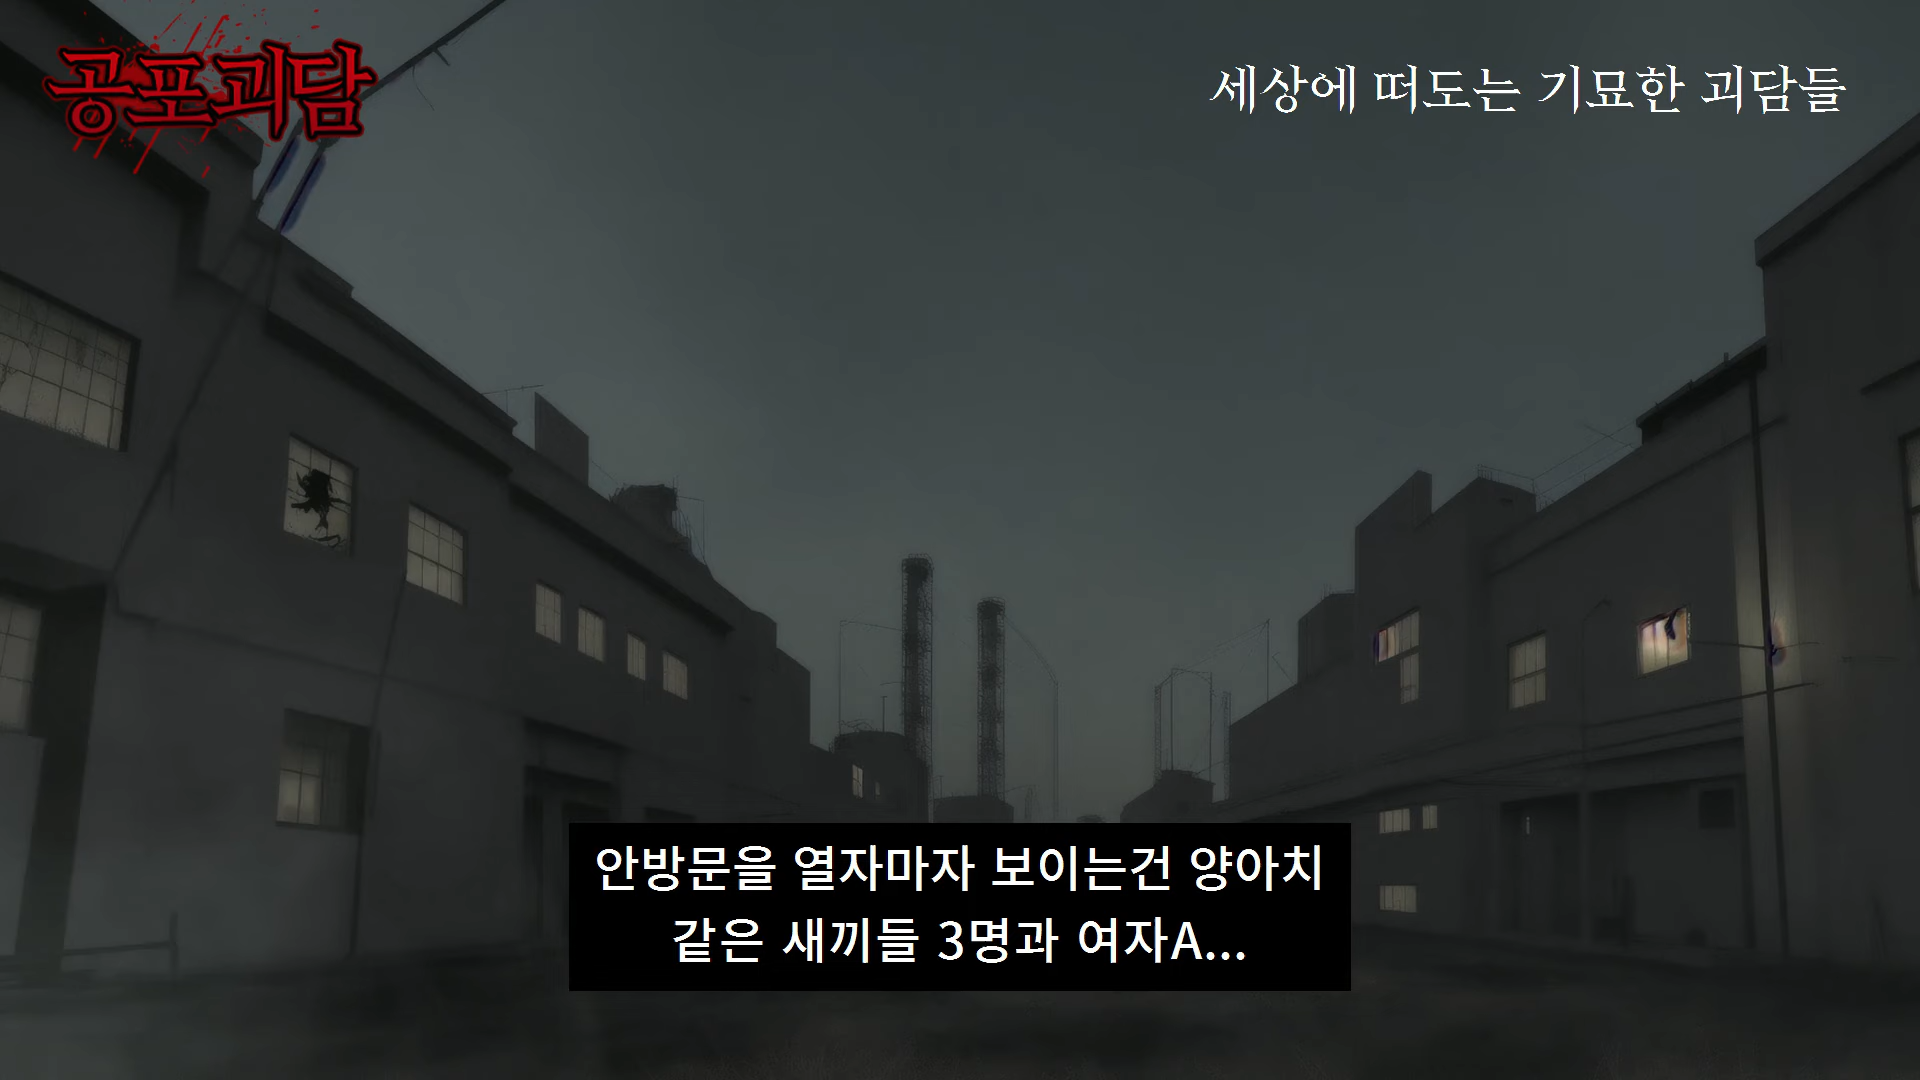 공포괴담
세상에 떠도는 기묘한 괴담들
안방문을 열자마자 보이는건 양아치
같은 새끼들 3명과 여자A...